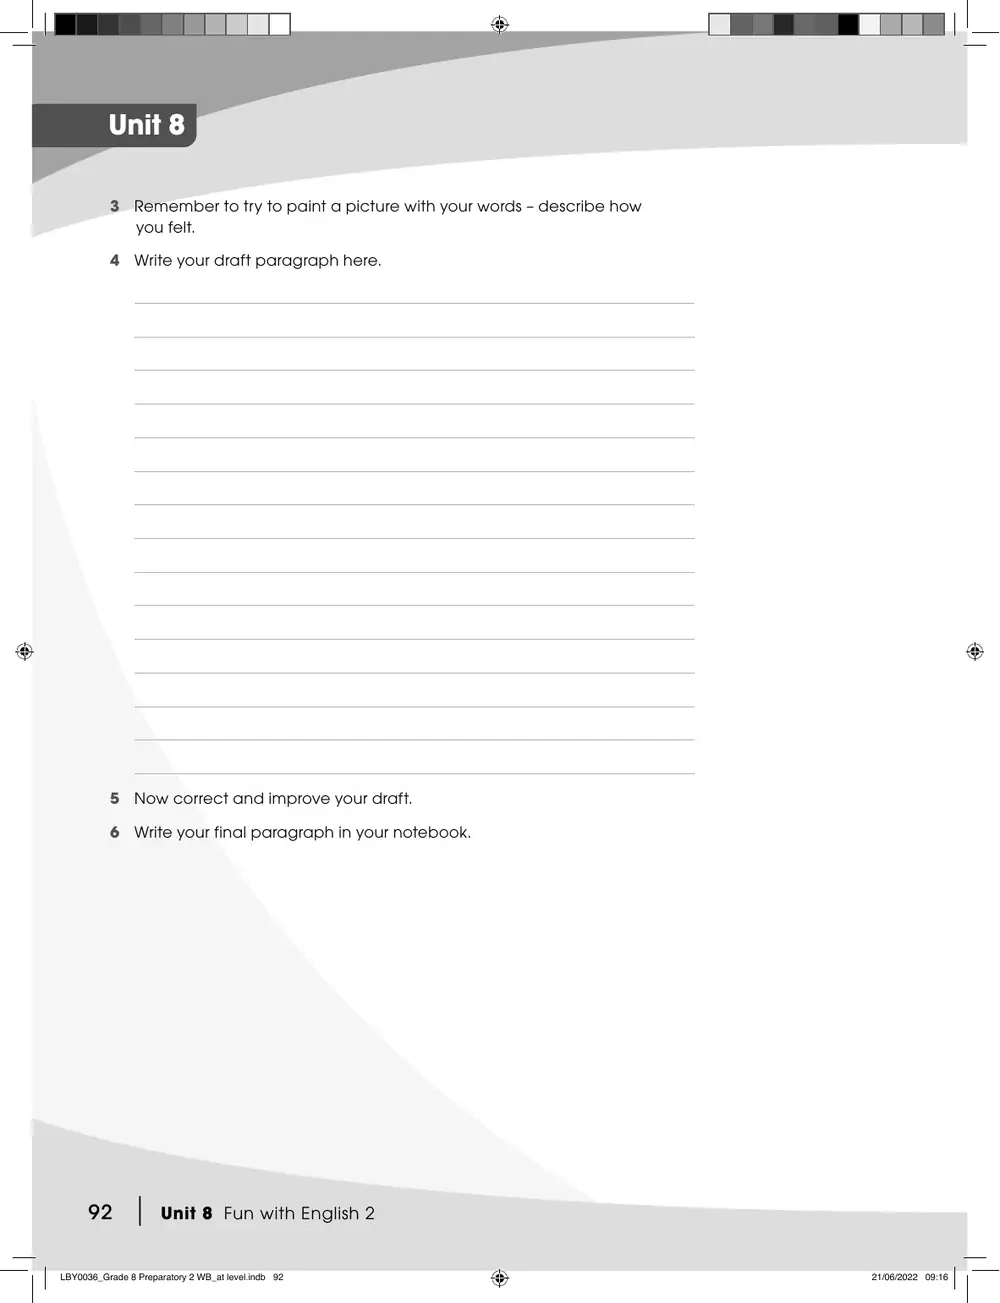 Unit 8
3 Remember to try to paint a picture with your words – describe how
you felt.
4 Write your draft paragraph here.
5 Now correct and improve your draft.
6 Write your final paragraph in your notebook.
92 Unit 8 Fun with English 2
LBY0036_Grade 8 Preparatory 2 WB_at level.indb 92 21/06/2022 09:16